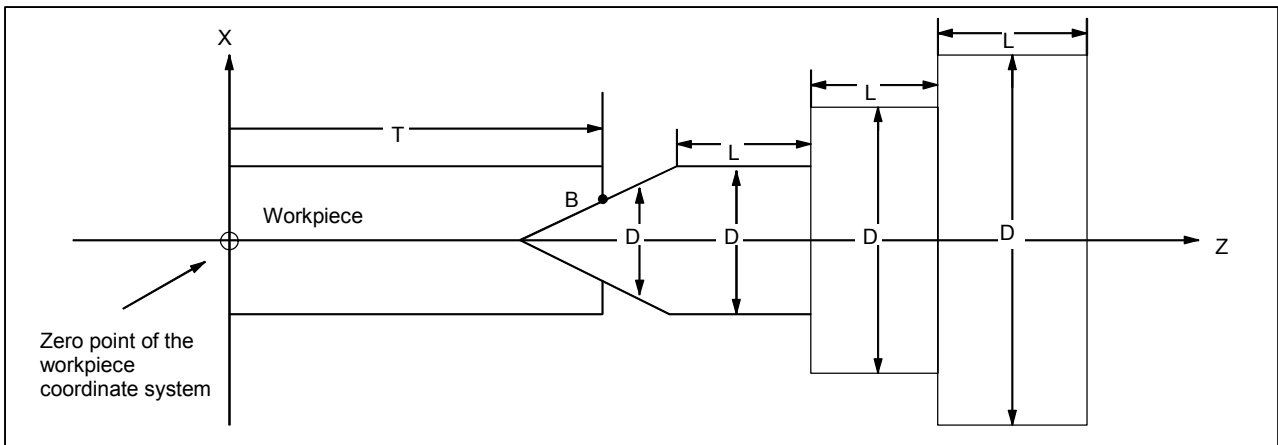 X
L
L
T
L
B
Workpiece
D
D
D
D
Z
Zero point of the
workpiece
coordinate system